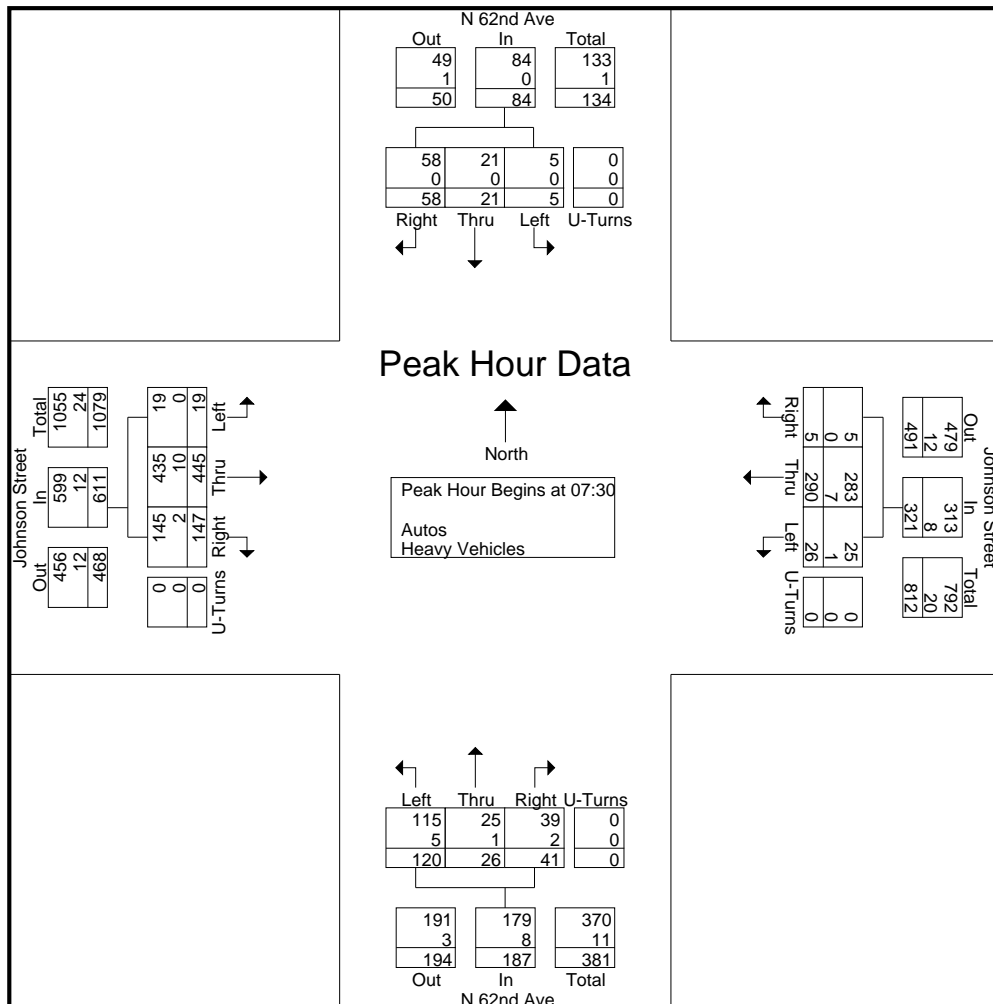 N 62nd Ave
Out In Total
49 84 133
1 0 1
50 84 134
58 21 5 0
0 0 0 0
58 21 5 0
Right Thru Left U-Turns
Peak Hour Data
North
Peak Hour Begins at 07:30
Autos
Heavy Vehicles
Johnson Street
Out In Total
456 599 1055
12 12 24
468 611 1079
U-Turns Right Thru Left
0 145 435 19
0 2 10 0
0 147 445 19
Johnson Street
Out In Total
479 313 792
12 8 20
491 321 812
5 283 25 0
0 7 1 0
5 290 26 0
Right Thru Left U-Turns
Left Thru Right U-Turns
115 25 39 0
5 1 2 0
120 26 41 0
191 179 370
3 8 11
194 187 381
Out In Total
N 62nd Ave